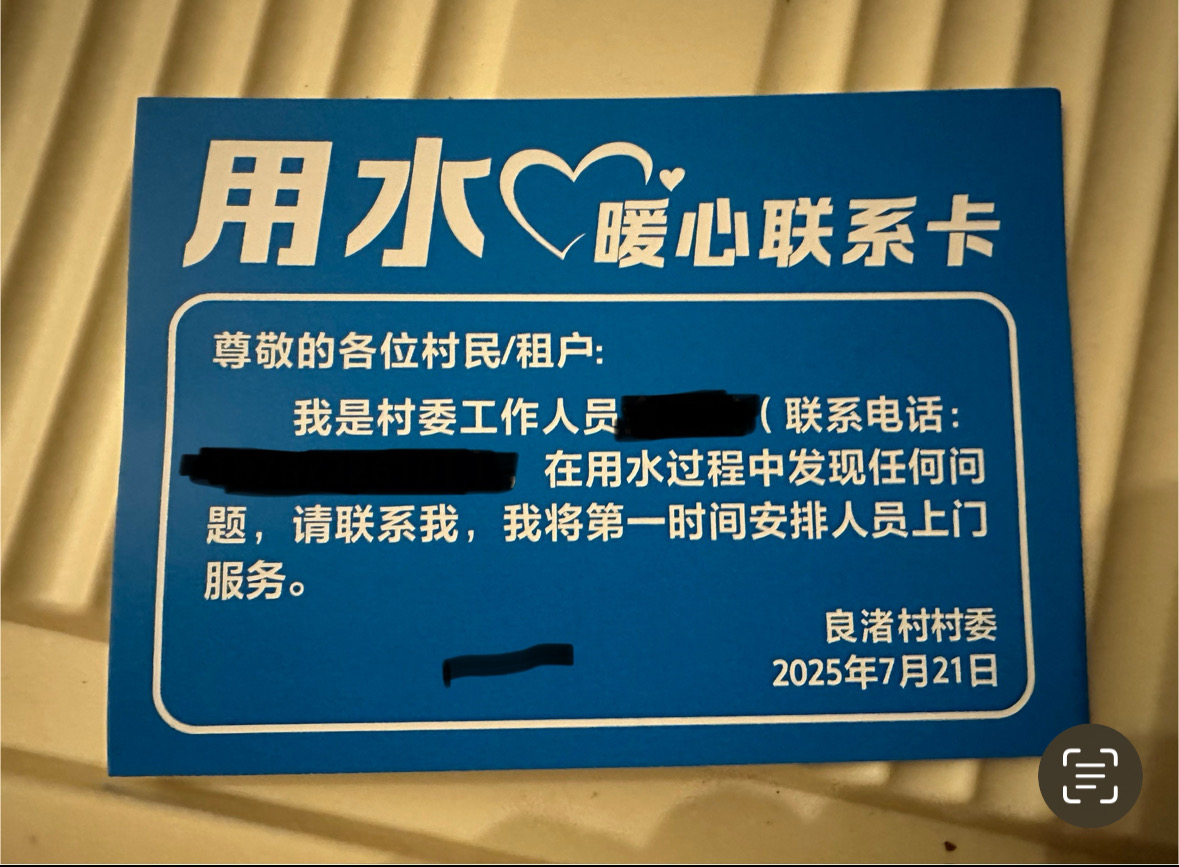 用水暖心联系卡
尊敬的各位村民/租户:
我是村委工作人员（联系电话:
在用水过程中发现任何问
题，请联系我，我将第一时间安排人员上门
服务。
良渚村村委
2025年7月21日